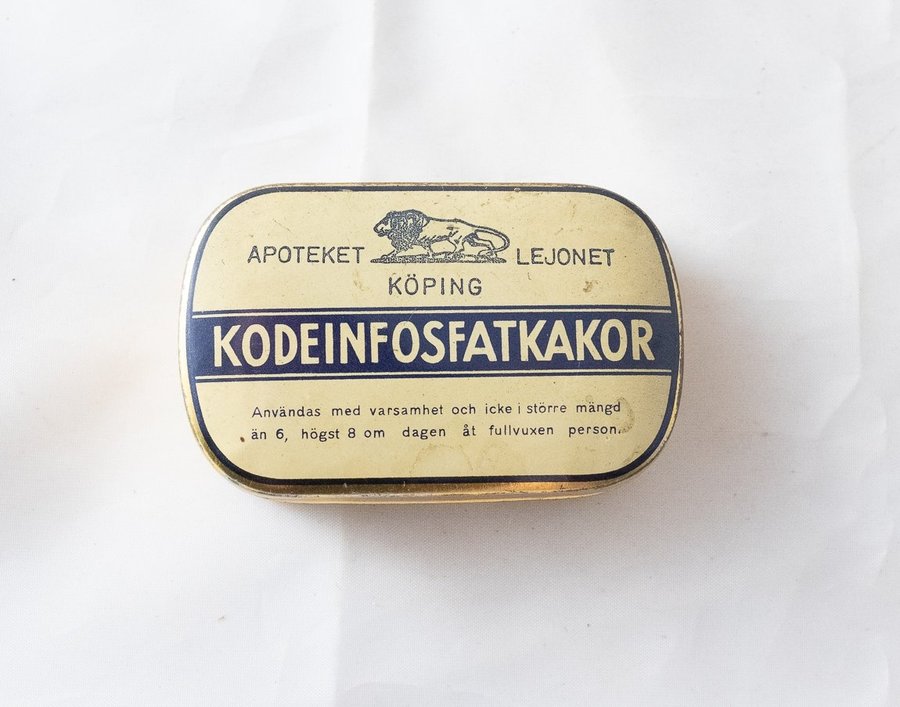 APOTEKET LEJONET
KÖPING
KODEINFOSFATKAKOR
Användas med varsamhet och icke i större mängd
än 6, högst 8 om dagen åt fullvuxen person.